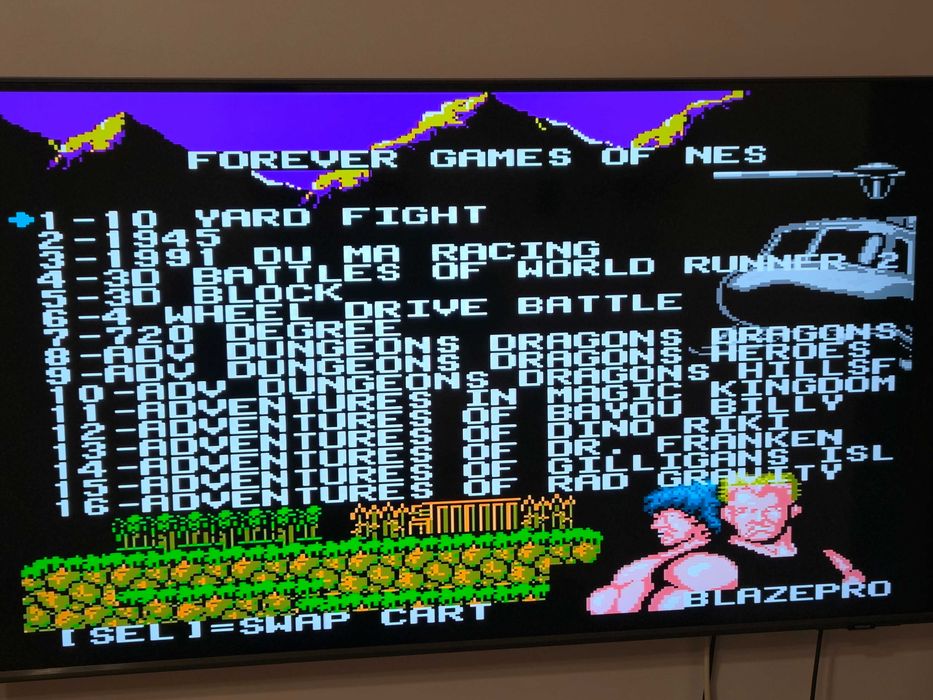 FOREVER GAMES OF NES
1-10 YARD FIGHT
2-1945
3-1991 DU MA RACING
4-3D BATTLES OF WORLD RUNNER 2
5-3D BLOCK
6-4 WHEEL DRIVE BATTLE
7-720 DEGREE
8-ADV DUNGEONS DRAGONS DRAGONS
9-ADV DUNGEONS DRAGONS HEROES
10-ADV DUNGEONS DRAGONS HILLSF
11-ADVENTURES IN MAGIC KINGDOM
12-ADVENTURES OF BAYOU BILLY
13-ADVENTURES OF DINO RIKI
14-ADVENTURES OF DR. FRANKEN
15-ADVENTURES OF GILLIGANS ISL
16-ADVENTURES OF RAD GRAVITY
BLAZEPRO
[SEL]=SWAP CART